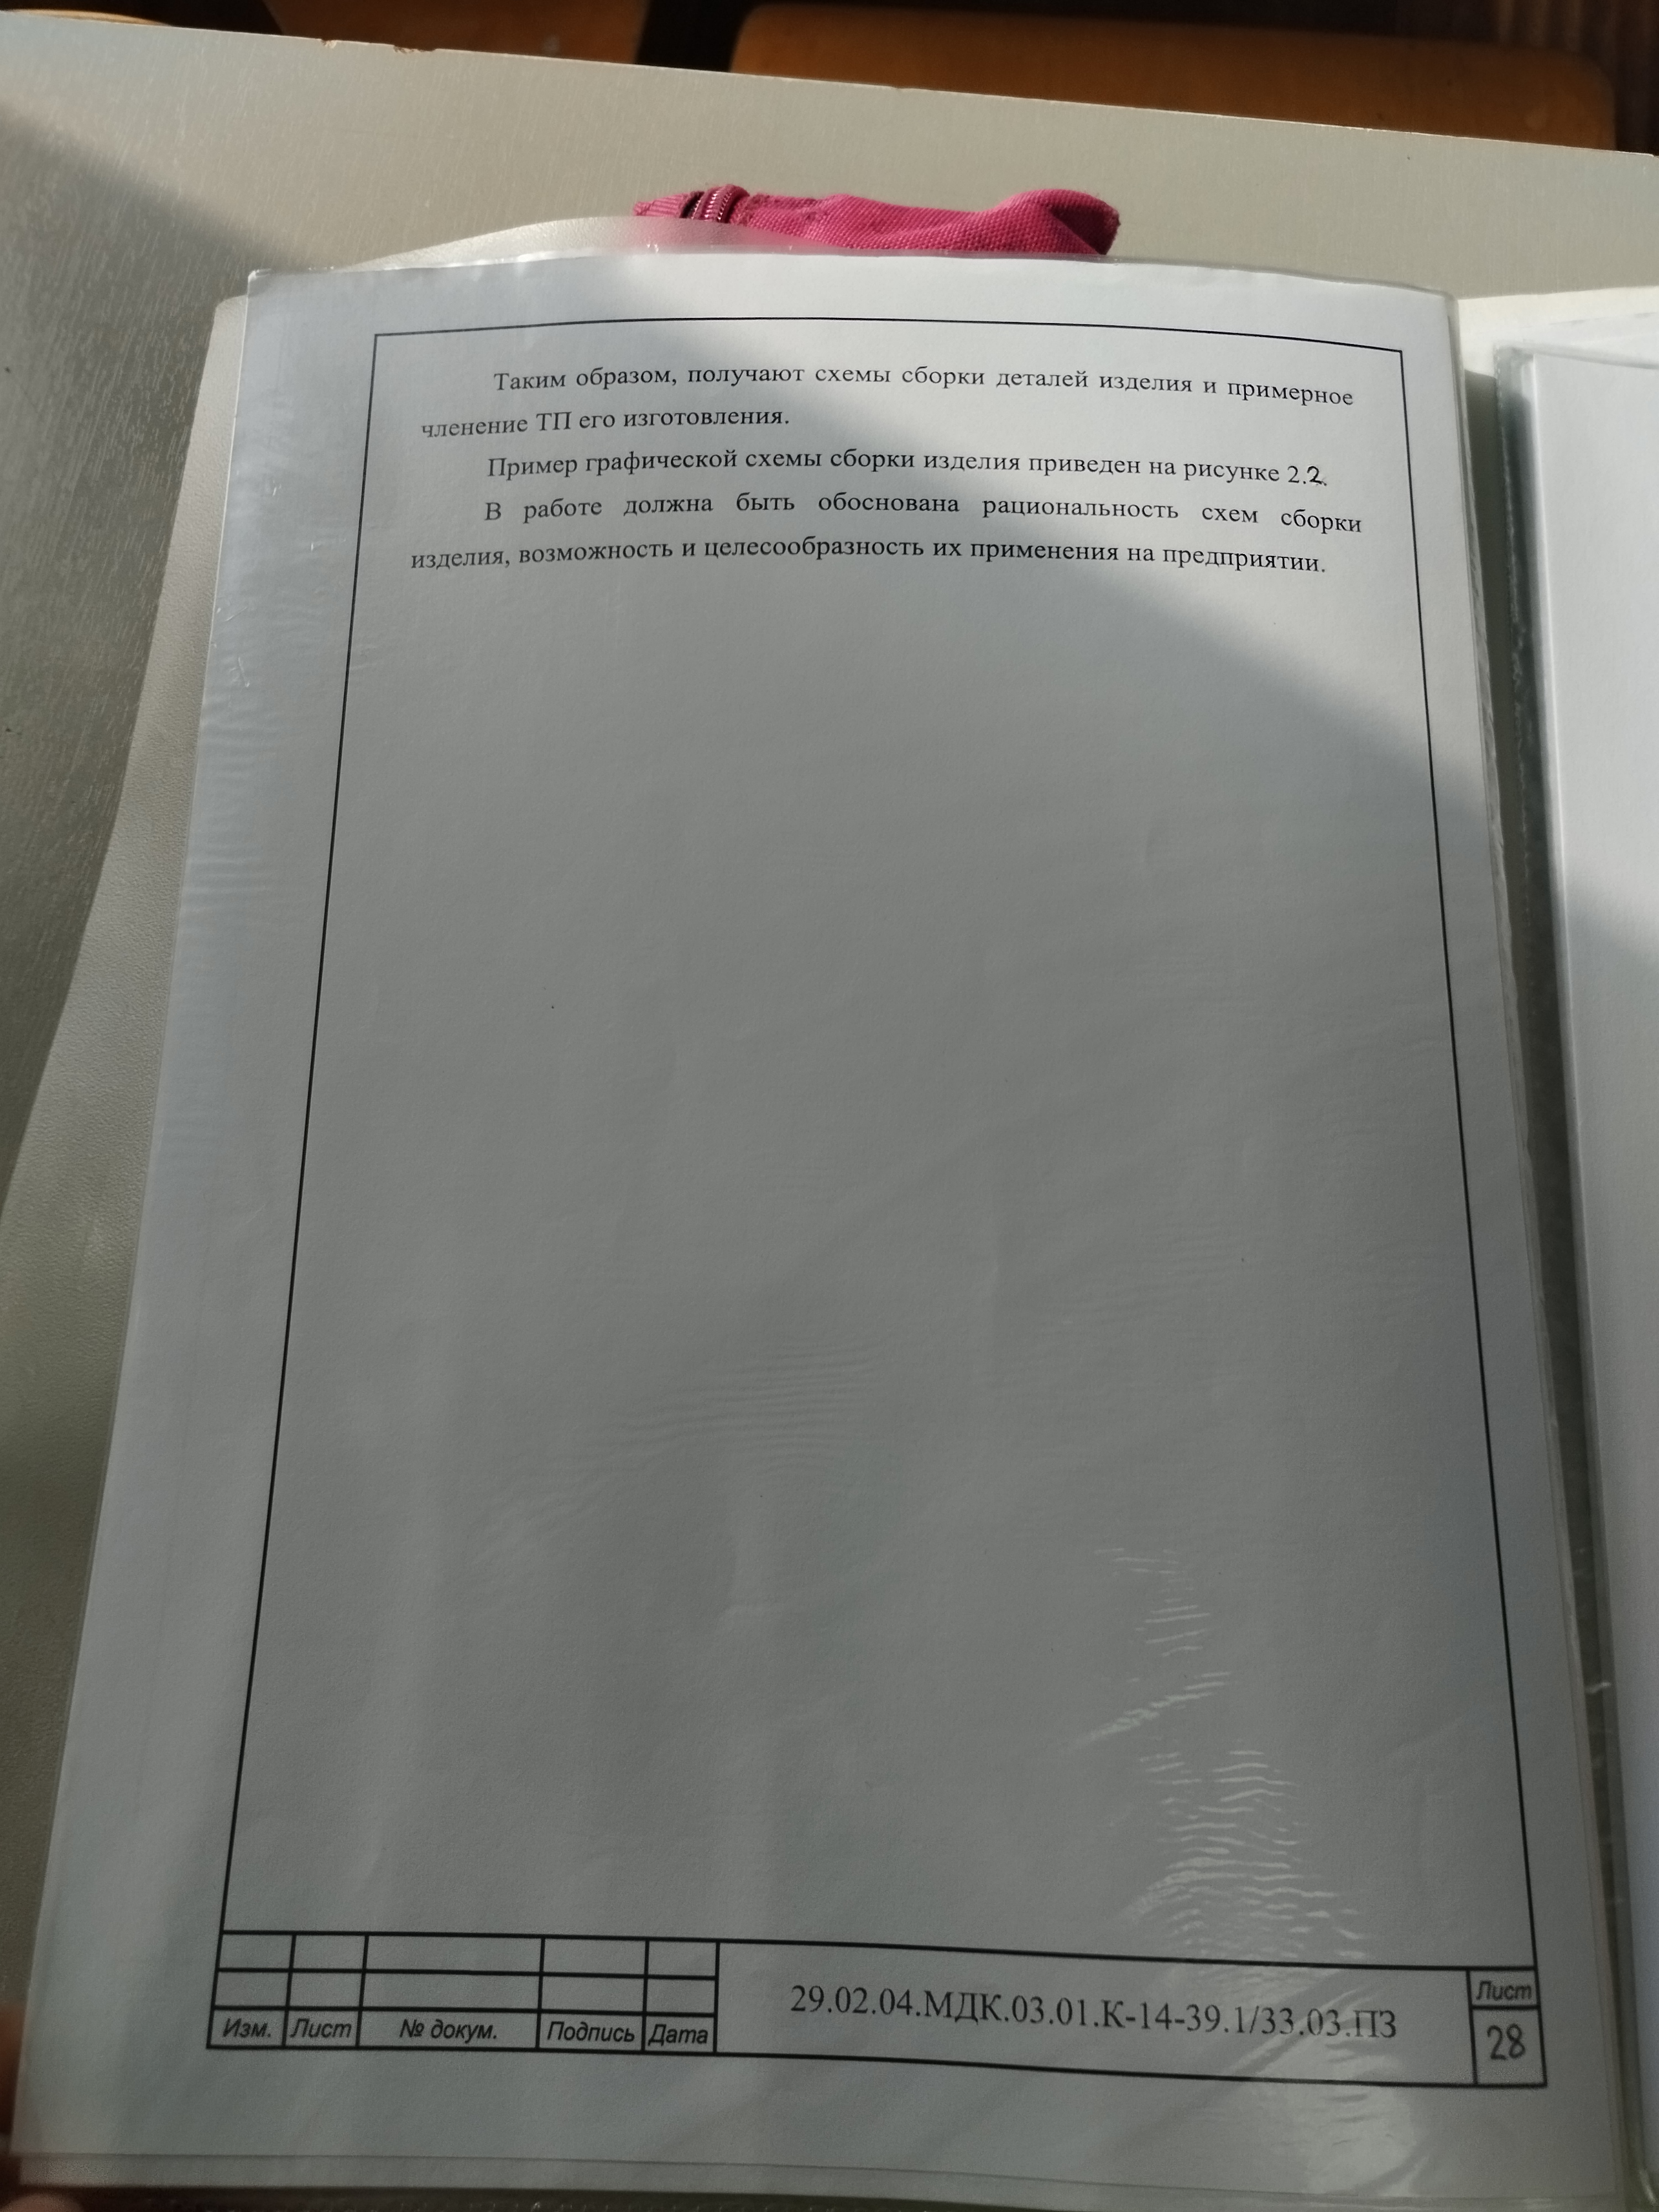 Таким образом, получают схемы сборки деталей изделия и примерное
членение ТП его изготовления.
Пример графической схемы сборки изделия приведен на рисунке 2.2.
В работе должна быть обоснована рациональность схем сборки
изделия, возможность и целесообразность их применения на предприятии.
29.02.04.МДК.03.01.К-14-39.1/33.03.ПЗ
Лист
28
Изм. Лист № докум. Подпись Дата